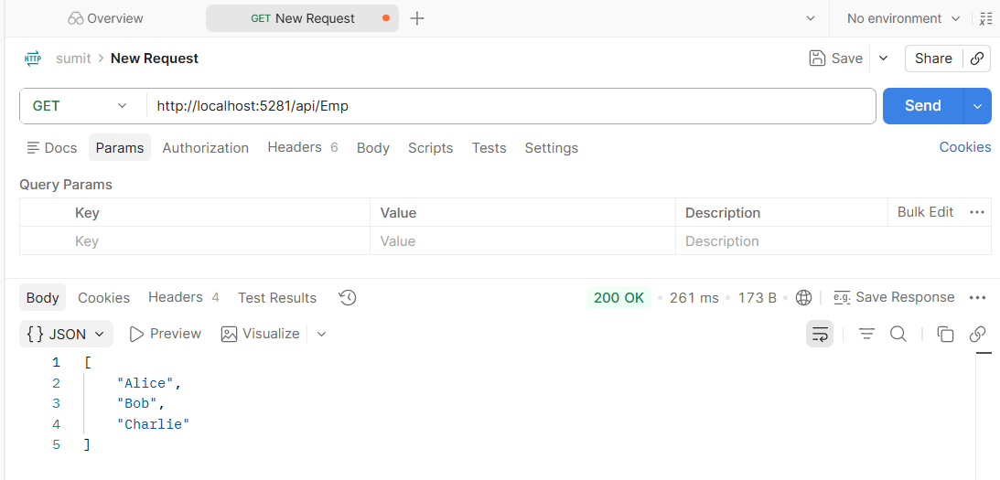 Overview GET New Request No environment
HTTP sumit > New Request Save Share
GET http://localhost:5281/api/Emp Send
Docs Params Authorization Headers 6 Body Scripts Tests Settings Cookies
Query Params
Key Value Description Bulk Edit
Key Value Description
Body Cookies Headers 4 Test Results 200 OK • 261 ms • 173 B • e.g. Save Response
{} JSON Preview Visualize
1 [
2 "Alice",
3 "Bob",
4 "Charlie"
5 ]